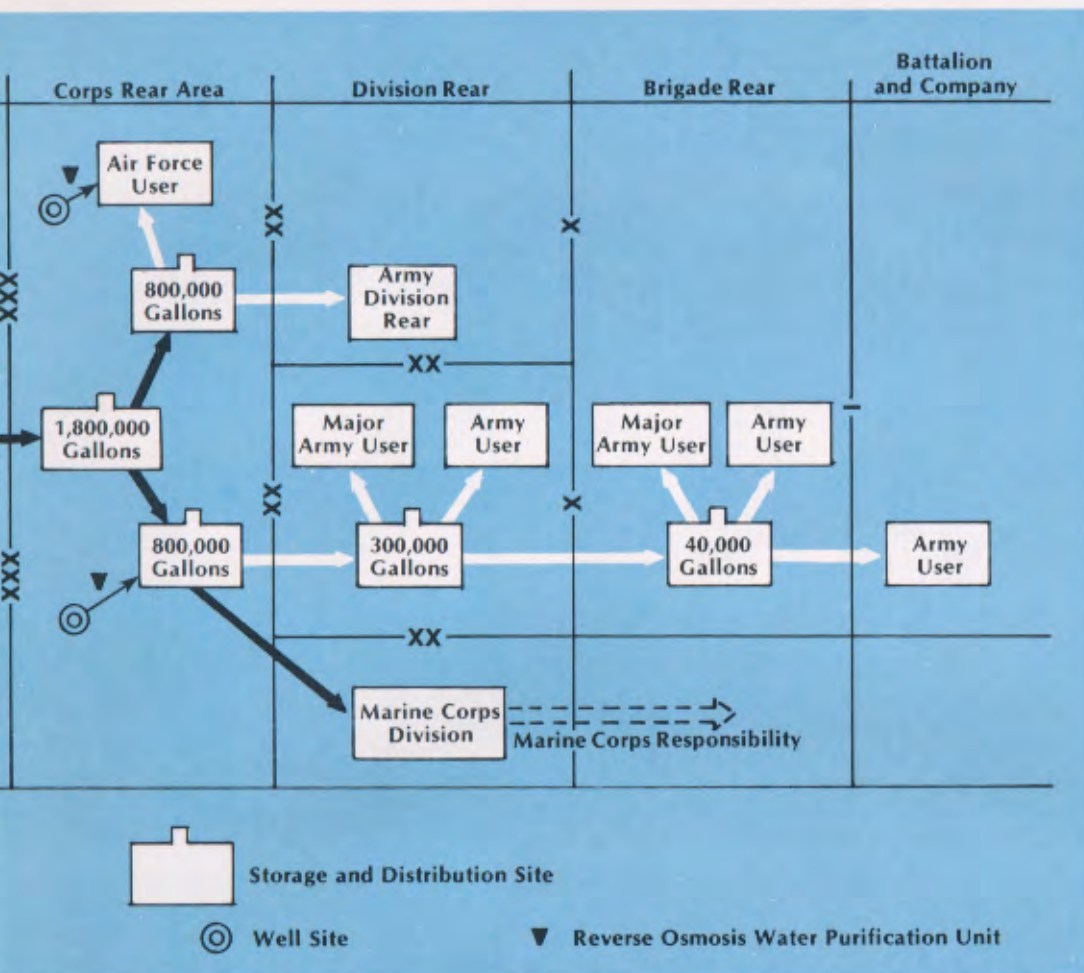 Corps Rear Area
Division Rear
Brigade Rear
Battalion
and Company
Air Force
User
XX
X
XXX
800,000
Gallons
Army
Division
Rear
XX
1,800,000
Gallons
Major
Army User
Army
User
Major
Army User
Army
User
XX
X
XXX
800,000
Gallons
300,000
Gallons
40,000
Gallons
Army
User
XX
Marine Corps
Division
Marine Corps Responsibility
Storage and Distribution Site
Well Site
Reverse Osmosis Water Purification Unit